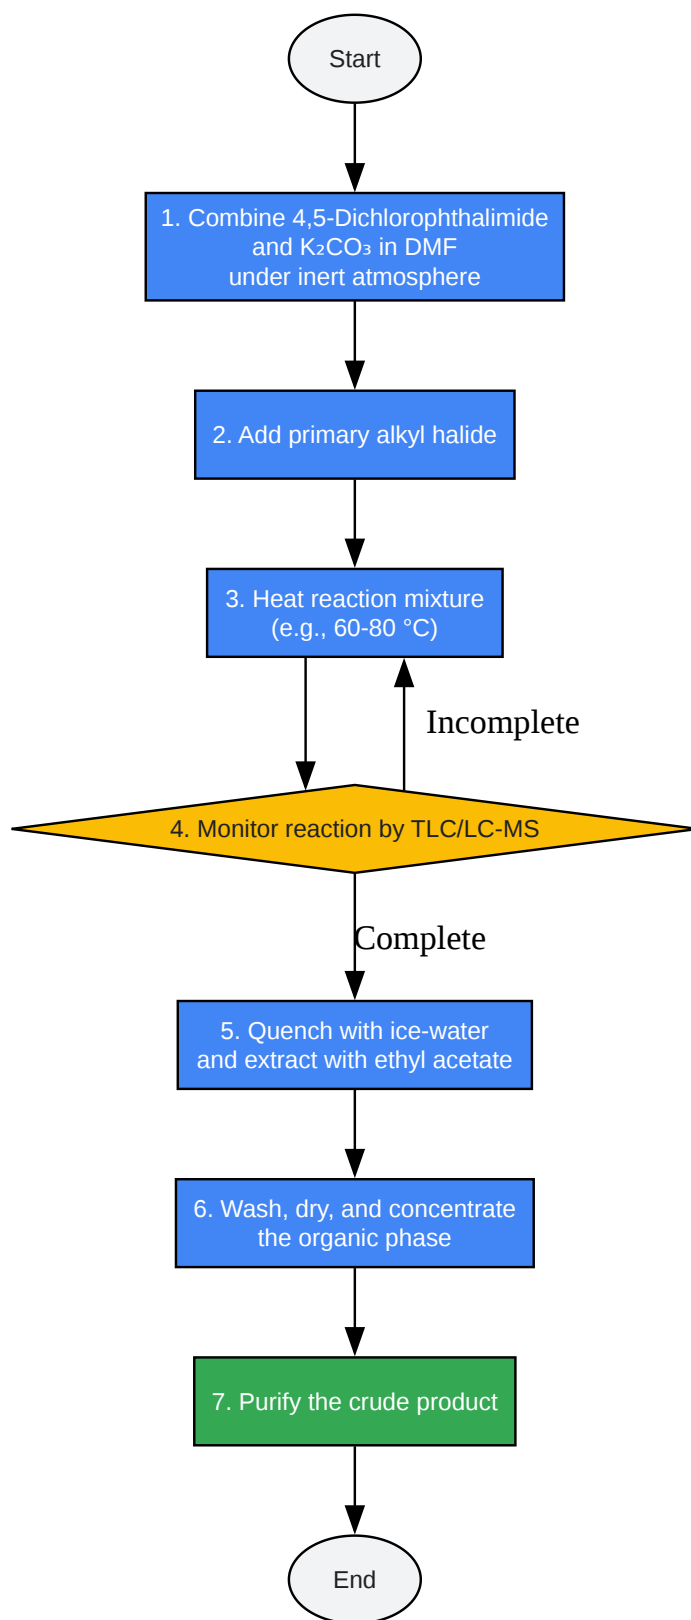 Start
1. Combine 4,5-Dichlorophthalimide
and K₂CO₃ in DMF
under inert atmosphere
2. Add primary alkyl halide
3. Heat reaction mixture
(e.g., 60-80 °C)
Incomplete
4. Monitor reaction by TLC/LC-MS
Complete
5. Quench with ice-water
and extract with ethyl acetate
6. Wash, dry, and concentrate
the organic phase
7. Purify the crude product
End